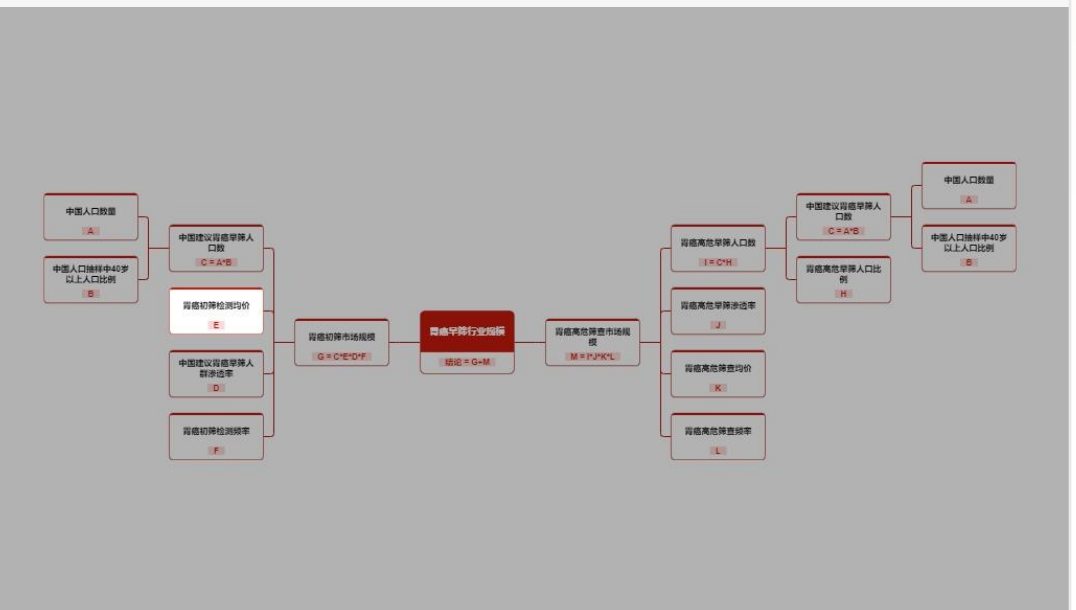 中国人口数量
A
中国人口抽样中40岁
以上人口比例
B
中国建议胃癌早筛人
口数
C = A*B
胃癌初筛检测均价
E
中国建议胃癌早筛人
群渗透率
D
胃癌初筛检测频率
F
胃癌初筛市场规模
G = C*E*D*F
胃癌早筛行业规模
结论 = G+M
胃癌高危筛查市场规
模
M = I*J*K*L
胃癌高危早筛人口数
I = C*H
胃癌高危早筛渗透率
J
胃癌高危筛查均价
K
胃癌高危筛查频率
L
中国建议胃癌早筛人
口数
C = A*B
胃癌高危早筛人口比
例
H
中国人口数量
A
中国人口抽样中40岁
以上人口比例
B